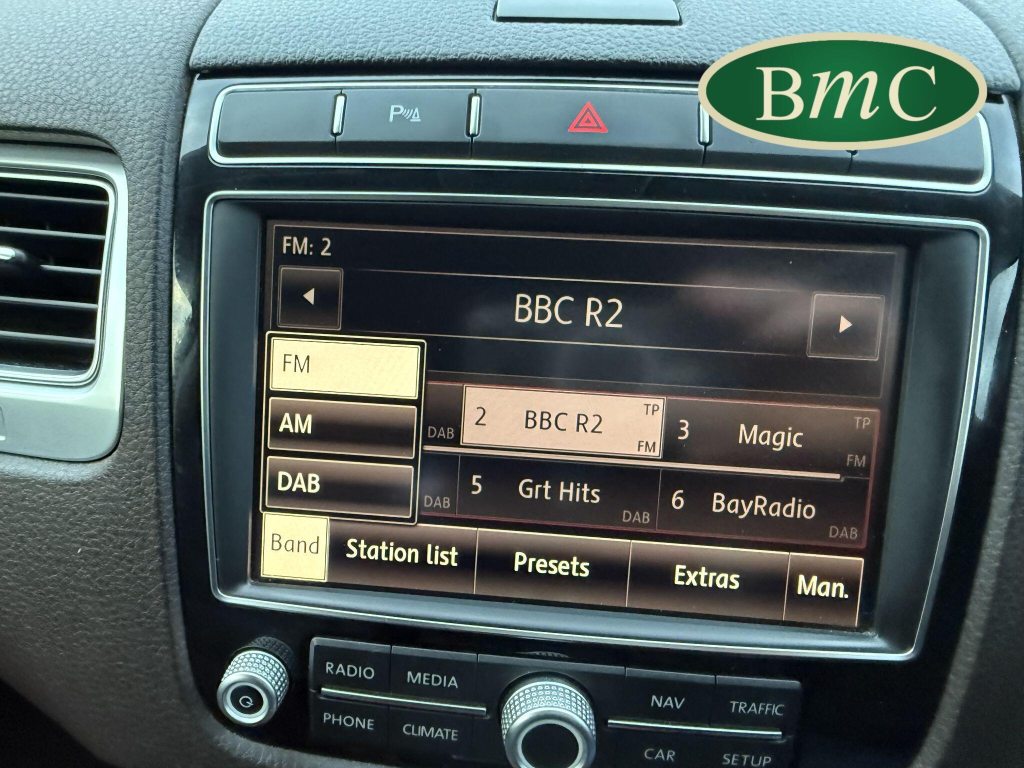 BmC
P
FM: 2
BBC R2
FM
AM
DAB
DAB
2 BBC R2 TP FM
3 Magic TP FM
DAB
5 Grt Hits DAB
6 BayRadio DAB
Band Station list Presets Extras Man.
RADIO MEDIA NAV TRAFFIC
PHONE CLIMATE CAR SETUP